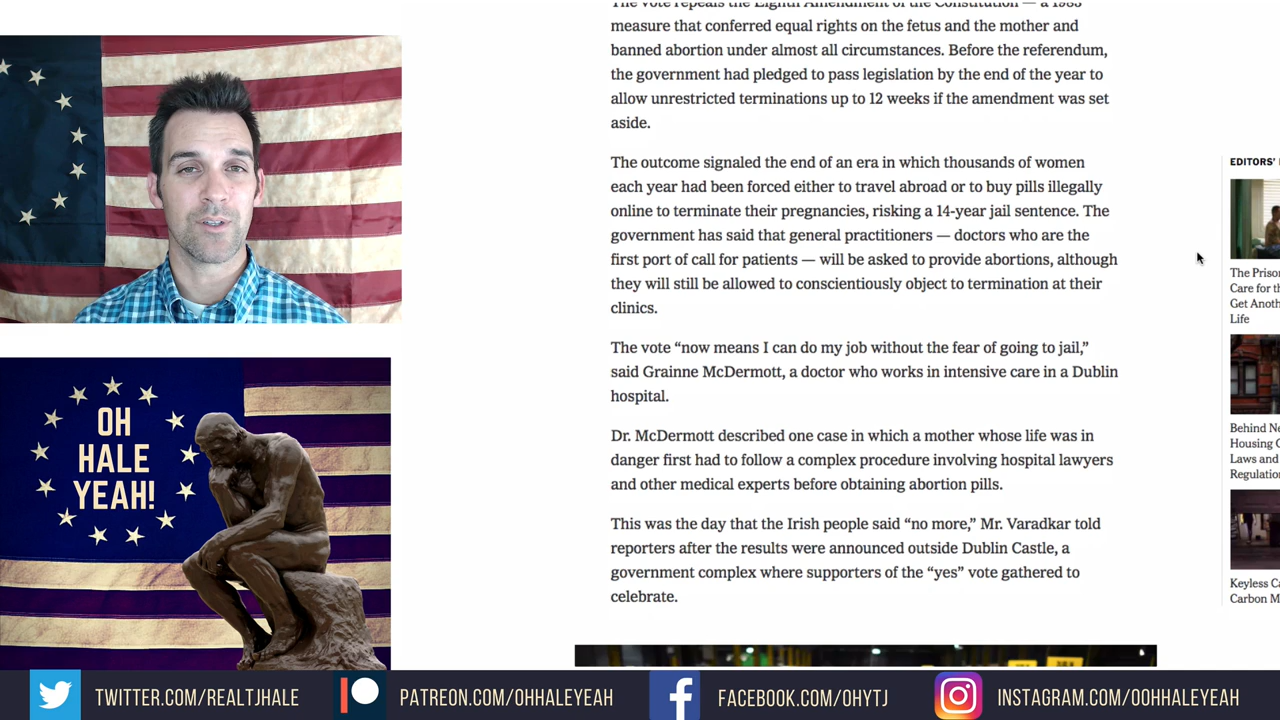 The vote repeals the Eighth Amendment of the Constitution — a 1983
measure that conferred equal rights on the fetus and the mother and
banned abortion under almost all circumstances. Before the referendum,
the government had pledged to pass legislation by the end of the year to
allow unrestricted terminations up to 12 weeks if the amendment was set
aside.
The outcome signaled the end of an era in which thousands of women
each year had been forced either to travel abroad or to buy pills illegally
online to terminate their pregnancies, risking a 14-year jail sentence. The
government has said that general practitioners — doctors who are the
first port of call for patients — will be asked to provide abortions, although
they will still be allowed to conscientiously object to termination at their
clinics.
The vote “now means I can do my job without the fear of going to jail,”
said Grainne McDermott, a doctor who works in intensive care in a Dublin
hospital.
Dr. McDermott described one case in which a mother whose life was in
danger first had to follow a complex procedure involving hospital lawyers
and other medical experts before obtaining abortion pills.
This was the day that the Irish people said “no more,” Mr. Varadkar told
reporters after the results were announced outside Dublin Castle, a
government complex where supporters of the “yes” vote gathered to
celebrate.
EDITORS’
The Prison
Care for th
Get Anoth
Life
Behind Ne
Housing C
Laws and
Regulation
Keyless Ca
Carbon M
OH
HALE
YEAH!
TWITTER.COM/REALTJHALE
PATREON.COM/OHHALEYEAH
FACEBOOK.COM/OHYTJ
INSTAGRAM.COM/OOHHALEYEAH